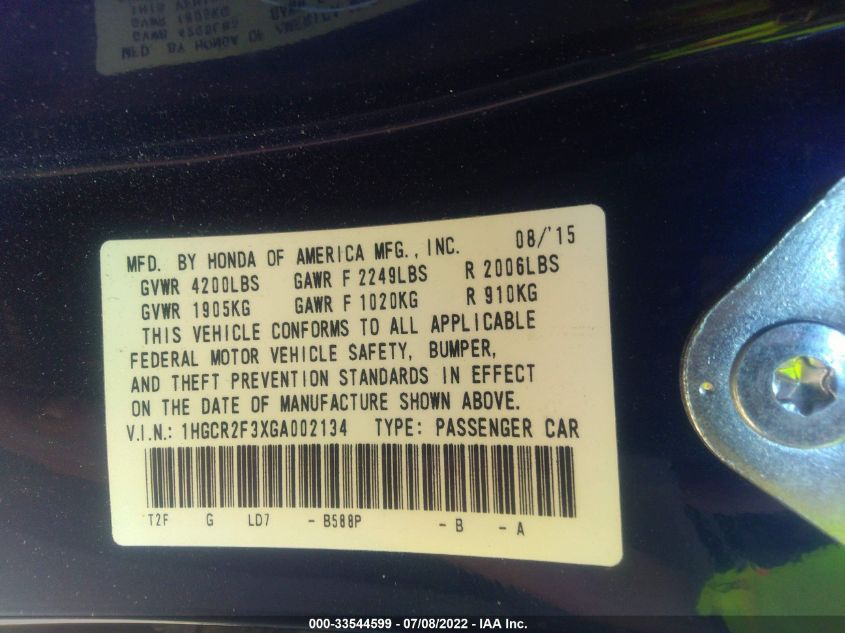 MFD. BY HONDA OF AMERICA MFG., INC. 08/'15
GVWR 4200LBS GAWR F 2249LBS R 2006LBS
GVWR 1905KG GAWR F 1020KG R 910KG
THIS VEHICLE CONFORMS TO ALL APPLICABLE
FEDERAL MOTOR VEHICLE SAFETY, BUMPER,
AND THEFT PREVENTION STANDARDS IN EFFECT
ON THE DATE OF MANUFACTURE SHOWN ABOVE.
V.I.N.: 1HGCR2F3XGA002134 TYPE: PASSENGER CAR
T2F G LD7 - B588P - B - A
000-33544599 - 07/08/2022 - IAA Inc.